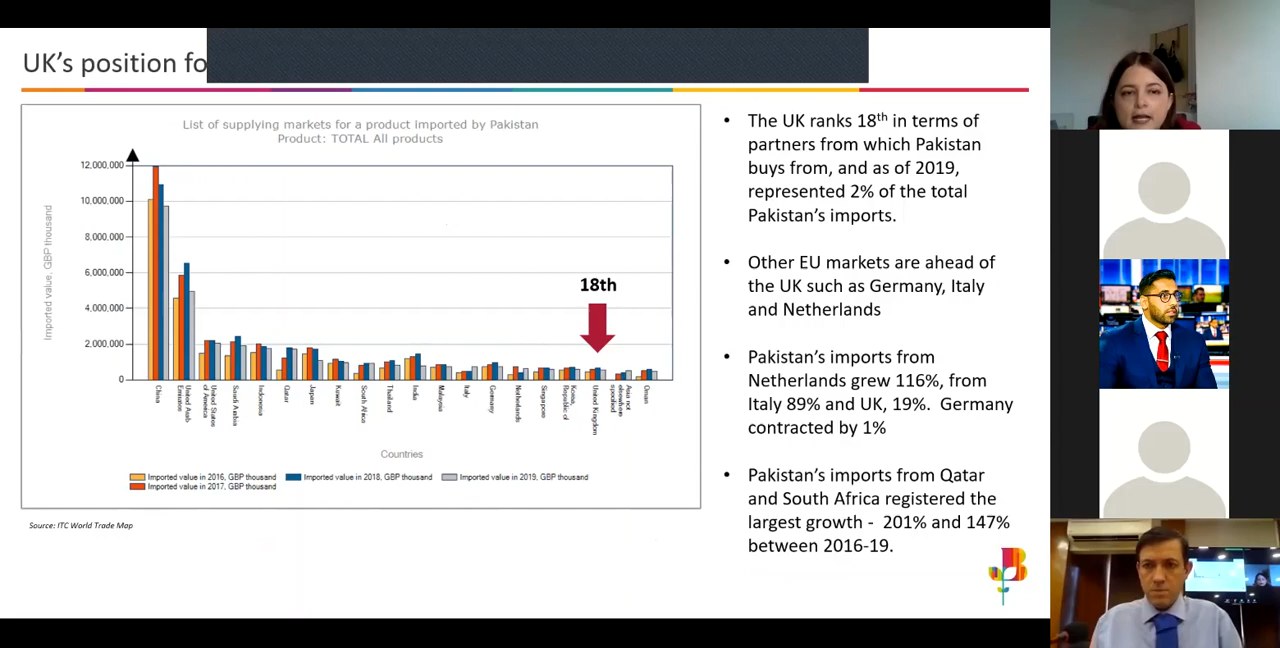 UK's position fo
List of supplying markets for a product imported by Pakistan
Product: TOTAL All products
Imported value, GBP thousand
12,000,000
10,000,000
8,000,000
6,000,000
4,000,000
2,000,000
0
18th
China
United Arab
Emirates
United States
of America
Saudi Arabia
Indonesia
Qatar
Japan
Kuwait
South Africa
Thailand
India
Malaysia
Italy
Germany
Netherlands
Singapore
Korea,
Republic of
United Kingdom
Asia not
elsewhere
specified
Oman
Countries
Imported value in 2016, GBP thousand
Imported value in 2018, GBP thousand
Imported value in 2019, GBP thousand
Imported value in 2017, GBP thousand
Source: ITC World Trade Map
• The UK ranks 18th in terms of
partners from which Pakistan
buys from, and as of 2019,
represented 2% of the total
Pakistan's imports.
• Other EU markets are ahead of
the UK such as Germany, Italy
and Netherlands
• Pakistan's imports from
Netherlands grew 116%, from
Italy 89% and UK, 19%. Germany
contracted by 1%
• Pakistan's imports from Qatar
and South Africa registered the
largest growth - 201% and 147%
between 2016-19.